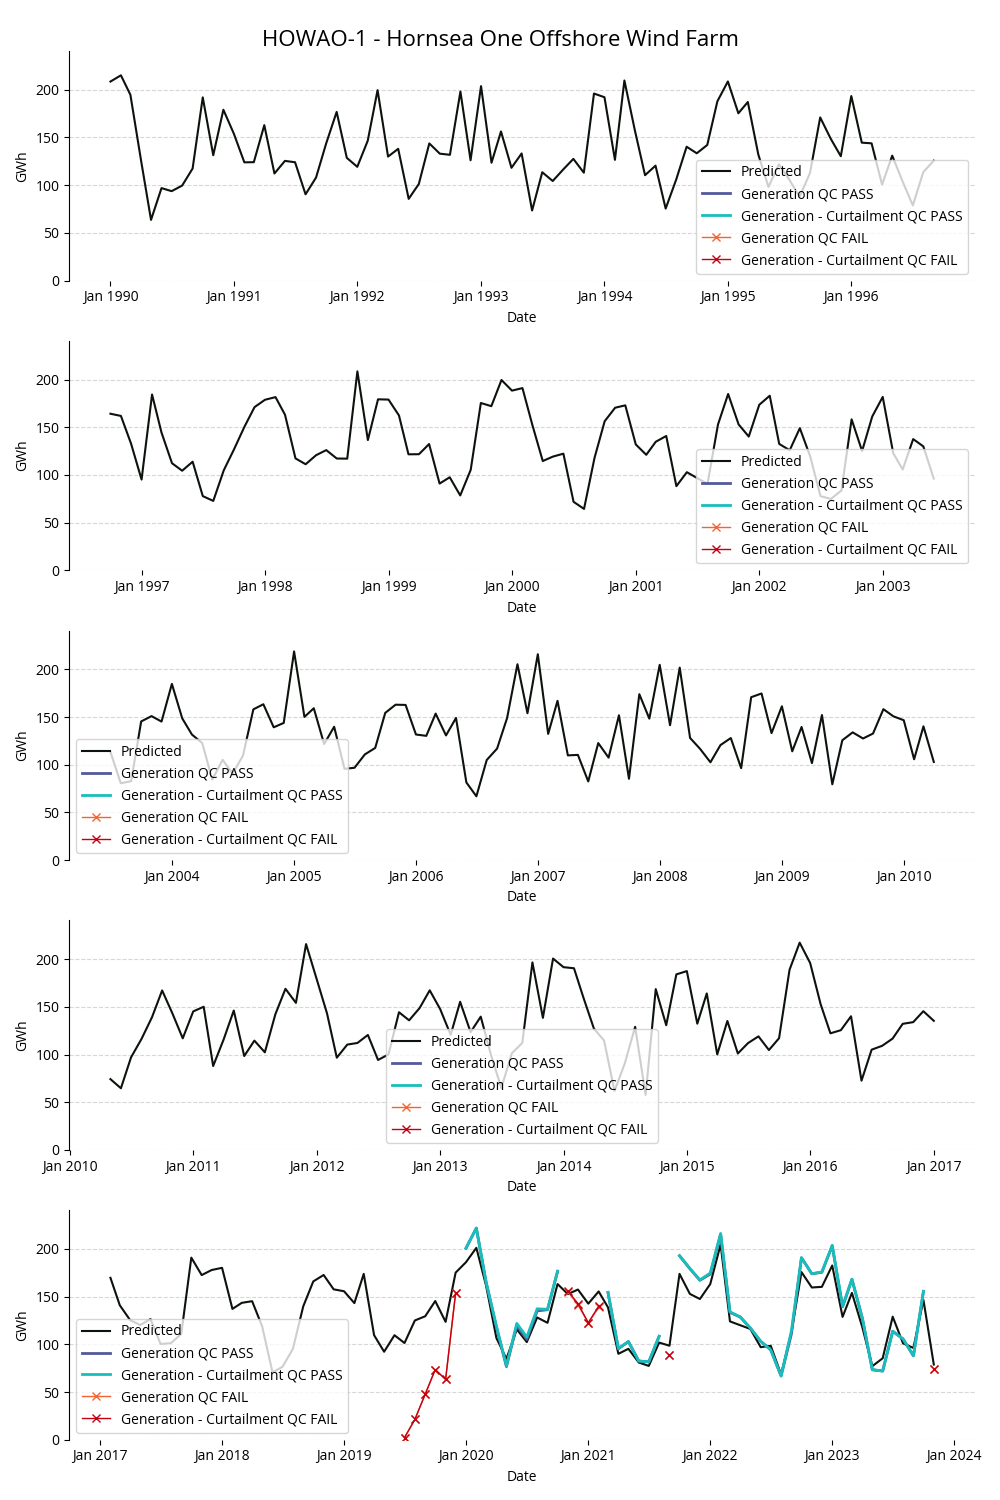 HOWAO-1 - Hornsea One Offshore Wind Farm
200
150
100
50
0
GWh
Predicted
Generation QC PASS
Generation - Curtailment QC PASS
Generation QC FAIL
Generation - Curtailment QC FAIL
Jan 1990 Jan 1991 Jan 1992 Jan 1993 Jan 1994 Jan 1995 Jan 1996
Date
200
150
100
50
0
GWh
Predicted
Generation QC PASS
Generation - Curtailment QC PASS
Generation QC FAIL
Generation - Curtailment QC FAIL
Jan 1997 Jan 1998 Jan 1999 Jan 2000 Jan 2001 Jan 2002 Jan 2003
Date
200
150
100
50
0
GWh
Predicted
Generation QC PASS
Generation - Curtailment QC PASS
Generation QC FAIL
Generation - Curtailment QC FAIL
Jan 2004 Jan 2005 Jan 2006 Jan 2007 Jan 2008 Jan 2009 Jan 2010
Date
200
150
100
50
0
GWh
Predicted
Generation QC PASS
Generation - Curtailment QC PASS
Generation QC FAIL
Generation - Curtailment QC FAIL
Jan 2010 Jan 2011 Jan 2012 Jan 2013 Jan 2014 Jan 2015 Jan 2016 Jan 2017
Date
200
150
100
50
0
GWh
Predicted
Generation QC PASS
Generation - Curtailment QC PASS
Generation QC FAIL
Generation - Curtailment QC FAIL
Jan 2017 Jan 2018 Jan 2019 Jan 2020 Jan 2021 Jan 2022 Jan 2023 Jan 2024
Date